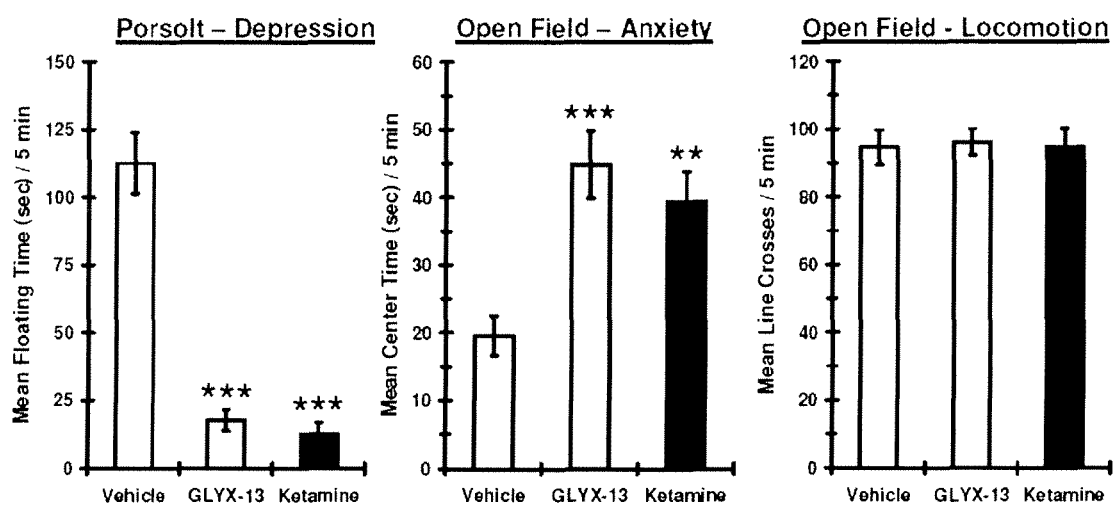 Porsolt – Depression
Mean Floating Time (sec) / 5 min
150
125
100
75
50
25
0
***
***
Vehicle GLYX-13 Ketamine
Open Field – Anxiety
Mean Center Time (sec) / 5 min
60
50
40
30
20
10
0
***
**
Vehicle GLYX-13 Ketamine
Open Field - Locomotion
Mean Line Crosses / 5 min
120
100
80
60
40
20
0
Vehicle GLYX-13 Ketamine